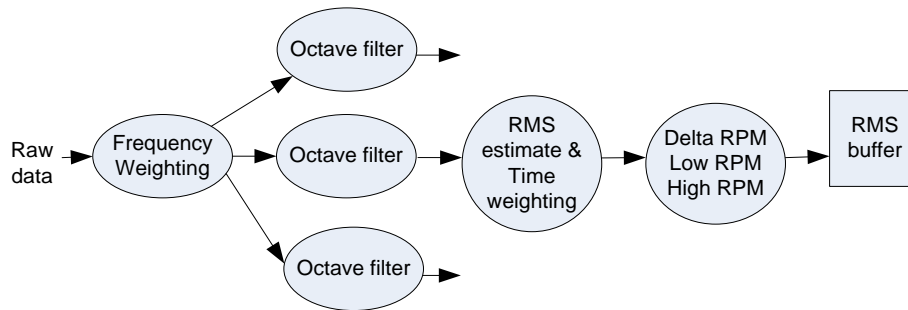 Raw
data
Frequency
Weighting
Octave filter
Octave filter
Octave filter
RMS
estimate &
Time
weighting
Delta RPM
Low RPM
High RPM
RMS
buffer